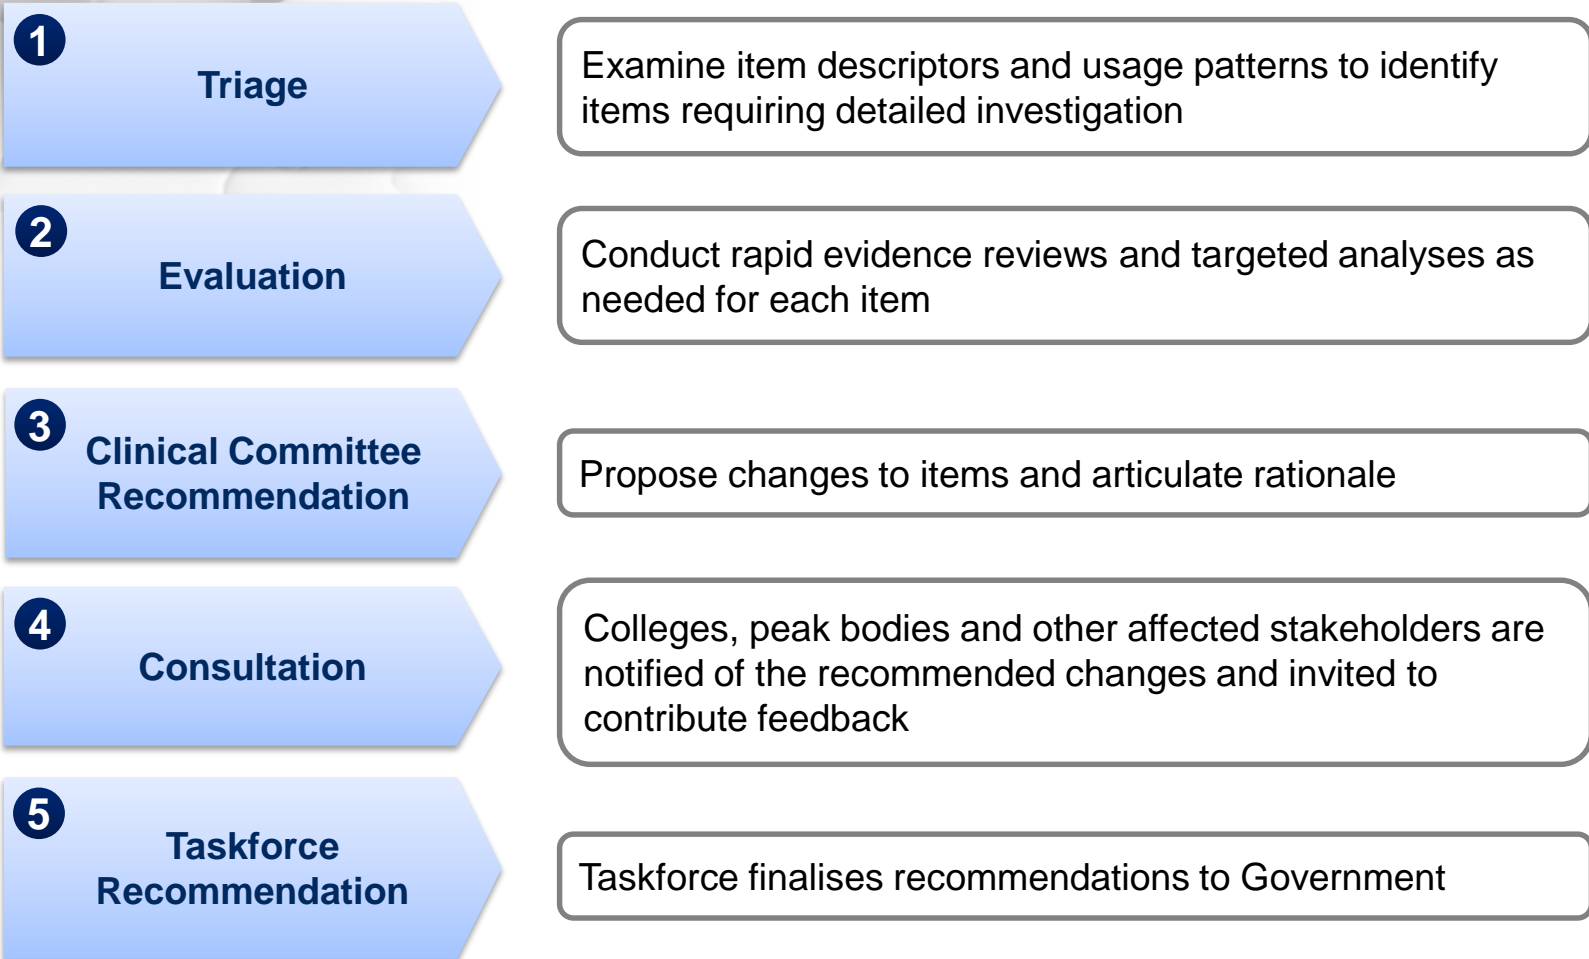 1
Triage
Examine item descriptors and usage patterns to identify
items requiring detailed investigation
2
Evaluation
Conduct rapid evidence reviews and targeted analyses as
needed for each item
3
Clinical Committee
Recommendation
Propose changes to items and articulate rationale
4
Consultation
Colleges, peak bodies and other affected stakeholders are
notified of the recommended changes and invited to
contribute feedback
5
Taskforce
Recommendation
Taskforce finalises recommendations to Government